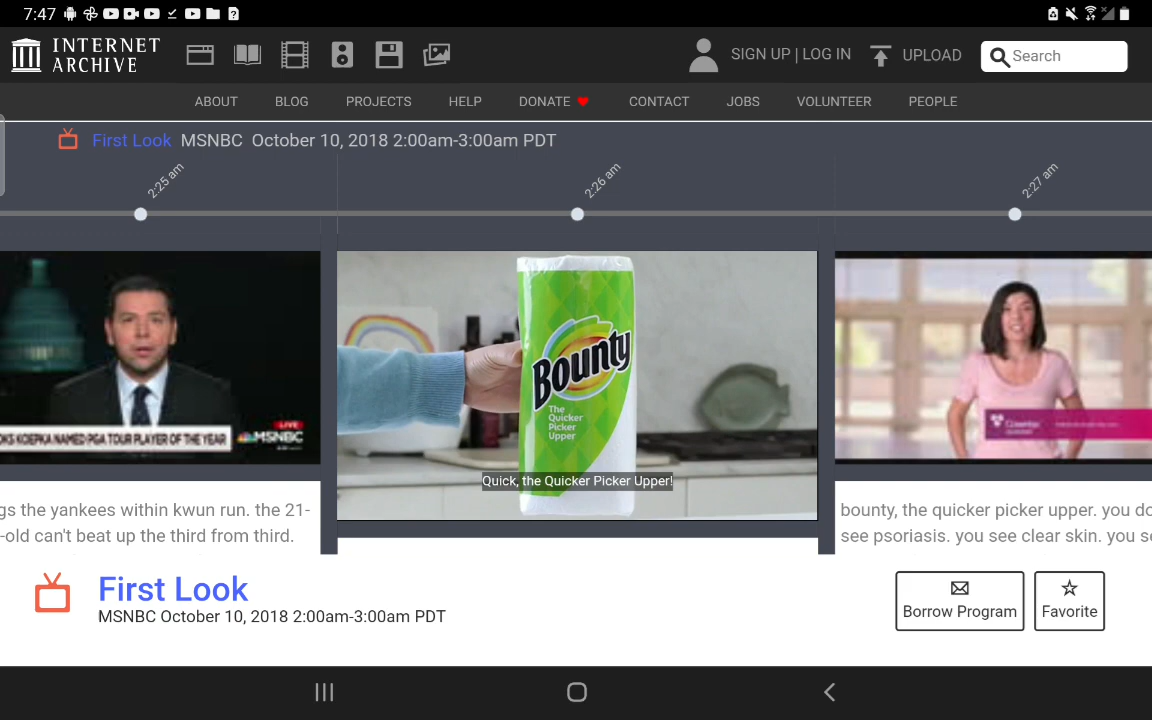 7:47
INTERNET
ARCHIVE
SIGN UP | LOG IN
UPLOAD
Search
ABOUT BLOG PROJECTS HELP DONATE CONTACT JOBS VOLUNTEER PEOPLE
First Look MSNBC October 10, 2018 2:00am-3:00am PDT
2:25 am
2:26 am
2:27 am
OKS KOEPKA NAMED PGA TOUR PLAYER OF THE YEAR
LIVE
MSNBC
Bounty
The
Quicker
Picker
Upper
Quick, the Quicker Picker Upper!
gs the yankees within kwun run. the 21-
-old can't beat up the third from third.
bounty, the quicker picker upper. you do
see psoriasis. you see clear skin. you se
First Look
MSNBC October 10, 2018 2:00am-3:00am PDT
Borrow Program
Favorite